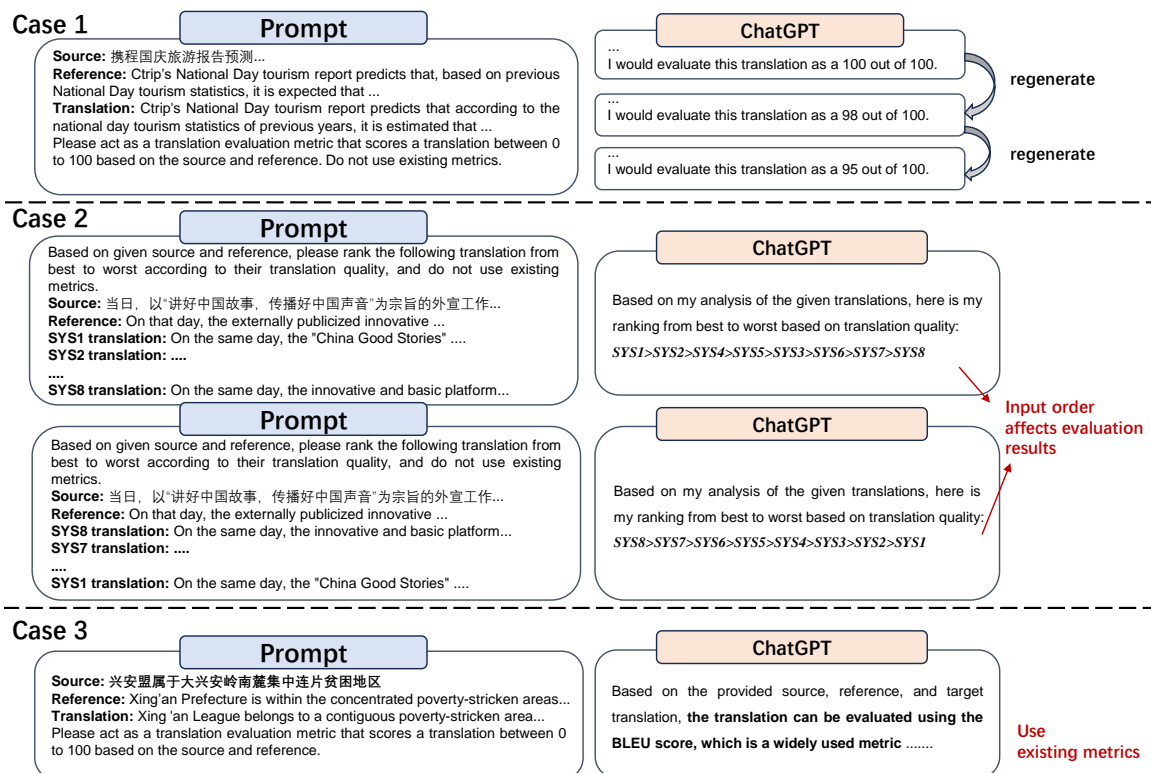 Case 1
Prompt
Source: 携程国庆旅游报告预测...
Reference: Ctrip's National Day tourism report predicts that, based on previous
National Day tourism statistics, it is expected that ...
Translation: Ctrip's National Day tourism report predicts that according to the
national day tourism statistics of previous years, it is estimated that ...
Please act as a translation evaluation metric that scores a translation between 0
to 100 based on the source and reference. Do not use existing metrics.
ChatGPT
...
I would evaluate this translation as a 100 out of 100.
regenerate
...
I would evaluate this translation as a 98 out of 100.
regenerate
...
I would evaluate this translation as a 95 out of 100.
Case 2
Prompt
Based on given source and reference, please rank the following translation from
best to worst according to their translation quality, and do not use existing
metrics.
Source: 当日，以“讲好中国故事，传播好中国声音”为宗旨的外宣工作...
Reference: On that day, the externally publicized innovative ...
SYS1 translation: On the same day, the "China Good Stories" ....
SYS2 translation: ....
....
SYS8 translation: On the same day, the innovative and basic platform...
ChatGPT
Based on my analysis of the given translations, here is my
ranking from best to worst based on translation quality:
SYS1>SYS2>SYS4>SYS5>SYS3>SYS6>SYS7>SYS8
Input order
affects evaluation
results
Prompt
Based on given source and reference, please rank the following translation from
best to worst according to their translation quality, and do not use existing
metrics.
Source: 当日，以“讲好中国故事，传播好中国声音”为宗旨的外宣工作...
Reference: On that day, the externally publicized innovative ...
SYS8 translation: On the same day, the innovative and basic platform...
SYS7 translation: ....
....
SYS1 translation: On the same day, the "China Good Stories" ....
ChatGPT
Based on my analysis of the given translations, here is
my ranking from best to worst based on translation quality:
SYS8>SYS7>SYS6>SYS5>SYS4>SYS3>SYS2>SYS1
Case 3
Prompt
Source: 兴安盟属于大兴安岭南麓集中连片贫困地区
Reference: Xing'an Prefecture is within the concentrated poverty-stricken areas...
Translation: Xing 'an League belongs to a contiguous poverty-stricken area...
Please act as a translation evaluation metric that scores a translation between 0
to 100 based on the source and reference.
ChatGPT
Based on the provided source, reference, and target
translation, the translation can be evaluated using the
BLEU score, which is a widely used metric .......
Use
existing metrics